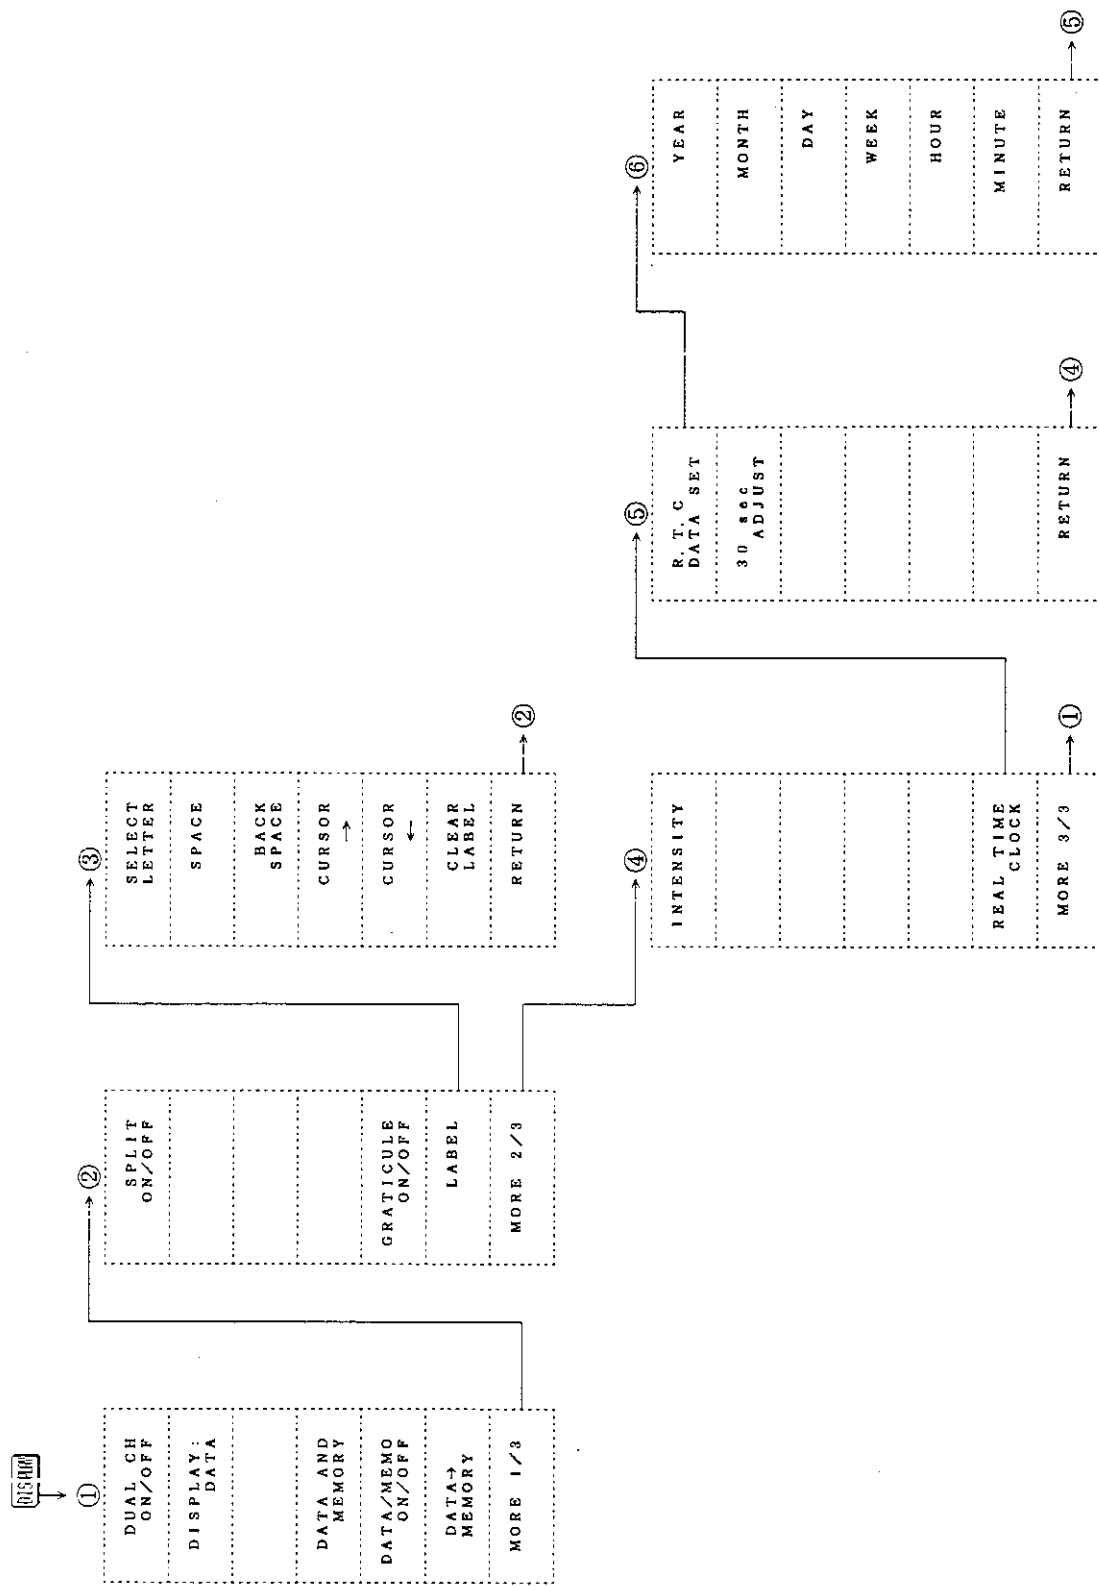 DISPLAY
①
DUAL CH
ON/OFF
DISPLAY:
DATA
DATA AND
MEMORY
DATA/MEMO
ON/OFF
DATA→
MEMORY
MORE 1/3
②
SPLIT
ON/OFF
GRATICULE
ON/OFF
LABEL
MORE 2/3
③
SELECT
LETTER
SPACE
BACK
SPACE
CURSOR
→
CURSOR
←
CLEAR
LABEL
RETURN
②
④
INTENSITY
REAL TIME
CLOCK
MORE 3/3
①
⑤
R.T.C
DATA SET
30 sec
ADJUST
RETURN
④
⑥
YEAR
MONTH
DAY
WEEK
HOUR
MINUTE
RETURN
⑤